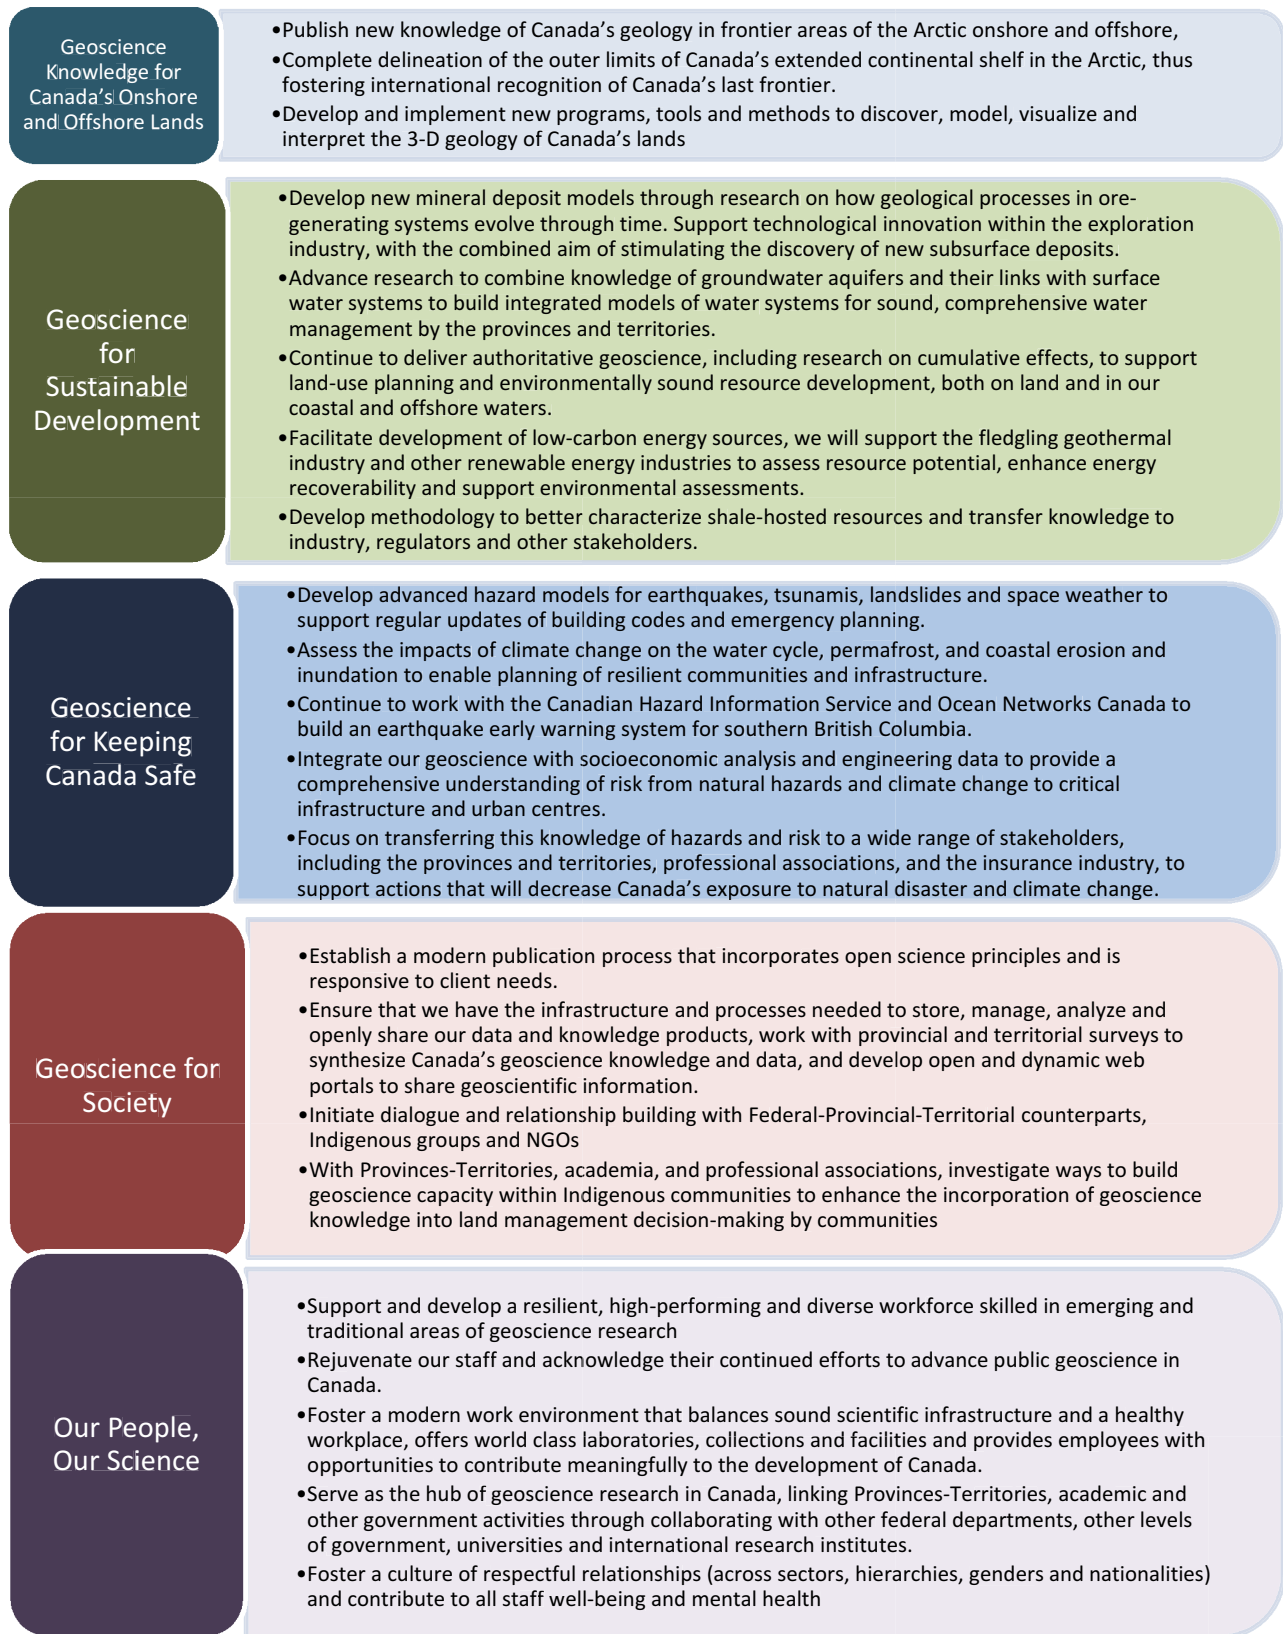 Geoscience
Knowledge for
Canada's Onshore
and Offshore Lands
•Publish new knowledge of Canada's geology in frontier areas of the Arctic onshore and offshore,
•Complete delineation of the outer limits of Canada's extended continental shelf in the Arctic, thus
fostering international recognition of Canada's last frontier.
•Develop and implement new programs, tools and methods to discover, model, visualize and
interpret the 3-D geology of Canada's lands
Geoscience
for
Sustainable
Development
•Develop new mineral deposit models through research on how geological processes in ore-
generating systems evolve through time. Support technological innovation within the exploration
industry, with the combined aim of stimulating the discovery of new subsurface deposits.
•Advance research to combine knowledge of groundwater aquifers and their links with surface
water systems to build integrated models of water systems for sound, comprehensive water
management by the provinces and territories.
•Continue to deliver authoritative geoscience, including research on cumulative effects, to support
land-use planning and environmentally sound resource development, both on land and in our
coastal and offshore waters.
•Facilitate development of low-carbon energy sources, we will support the fledgling geothermal
industry and other renewable energy industries to assess resource potential, enhance energy
recoverability and support environmental assessments.
•Develop methodology to better characterize shale-hosted resources and transfer knowledge to
industry, regulators and other stakeholders.
Geoscience
for Keeping
Canada Safe
•Develop advanced hazard models for earthquakes, tsunamis, landslides and space weather to
support regular updates of building codes and emergency planning.
•Assess the impacts of climate change on the water cycle, permafrost, and coastal erosion and
inundation to enable planning of resilient communities and infrastructure.
•Continue to work with the Canadian Hazard Information Service and Ocean Networks Canada to
build an earthquake early warning system for southern British Columbia.
•Integrate our geoscience with socioeconomic analysis and engineering data to provide a
comprehensive understanding of risk from natural hazards and climate change to critical
infrastructure and urban centres.
•Focus on transferring this knowledge of hazards and risk to a wide range of stakeholders,
including the provinces and territories, professional associations, and the insurance industry, to
support actions that will decrease Canada's exposure to natural disaster and climate change.
Geoscience for
Society
•Establish a modern publication process that incorporates open science principles and is
responsive to client needs.
•Ensure that we have the infrastructure and processes needed to store, manage, analyze and
openly share our data and knowledge products, work with provincial and territorial surveys to
synthesize Canada's geoscience knowledge and data, and develop open and dynamic web
portals to share geoscientific information.
•Initiate dialogue and relationship building with Federal-Provincial-Territorial counterparts,
Indigenous groups and NGOs
•With Provinces-Territories, academia, and professional associations, investigate ways to build
geoscience capacity within Indigenous communities to enhance the incorporation of geoscience
knowledge into land management decision-making by communities
Our People,
Our Science
•Support and develop a resilient, high-performing and diverse workforce skilled in emerging and
traditional areas of geoscience research
•Rejuvenate our staff and acknowledge their continued efforts to advance public geoscience in
Canada.
•Foster a modern work environment that balances sound scientific infrastructure and a healthy
workplace, offers world class laboratories, collections and facilities and provides employees with
opportunities to contribute meaningfully to the development of Canada.
•Serve as the hub of geoscience research in Canada, linking Provinces-Territories, academic and
other government activities through collaborating with other federal departments, other levels
of government, universities and international research institutes.
•Foster a culture of respectful relationships (across sectors, hierarchies, genders and nationalities)
and contribute to all staff well-being and mental health